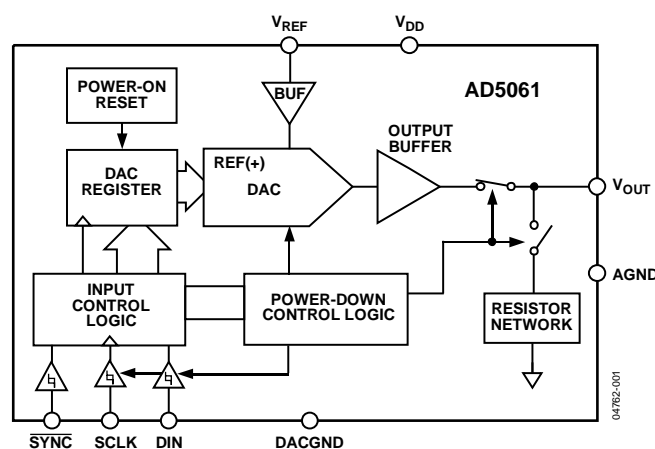 VREF
VDD
POWER-ON
RESET
BUF
AD5061
OUTPUT
BUFFER
DAC
REGISTER
REF(+)
DAC
VOUT
AGND
INPUT
CONTROL
LOGIC
POWER-DOWN
CONTROL LOGIC
RESISTOR
NETWORK
SYNC
SCLK
DIN
DACGND
04762-001